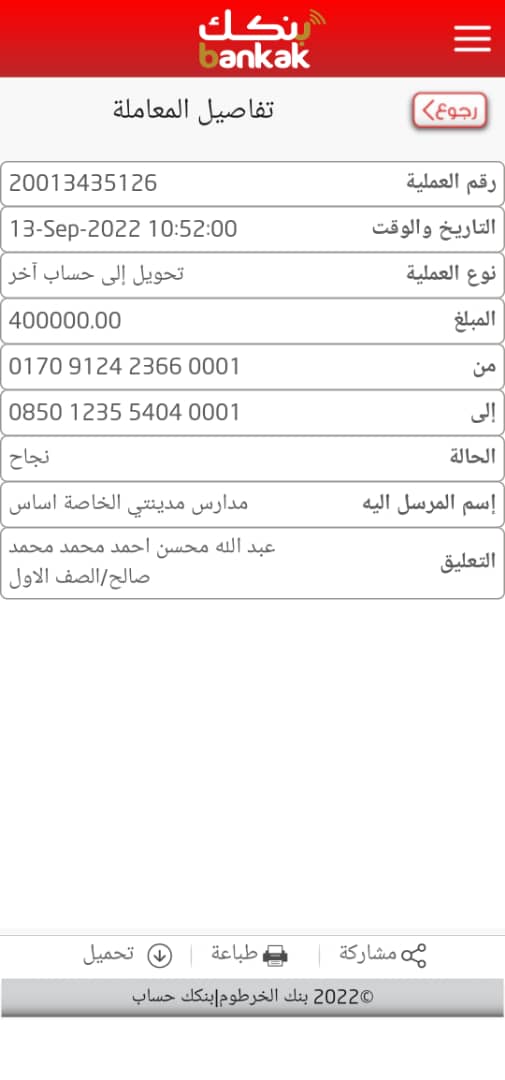 بنكك
bankak
رجوع
تفاصيل المعاملة
رقم العملية 20013435126
التاريخ والوقت 13-Sep-2022 10:52:00
نوع العملية تحويل إلى حساب آخر
المبلغ 400000.00
من 0170 9124 2366 0001
إلى 0850 1235 5404 0001
الحالة نجاح
إسم المرسل اليه مدارس مدينتي الخاصة اساس
التعليق عبد الله محسن احمد محمد محمد
صالح/الصف الاول
مشاركة | طباعة | تحميل
©2022 بنك الخرطوم|بنكك حساب